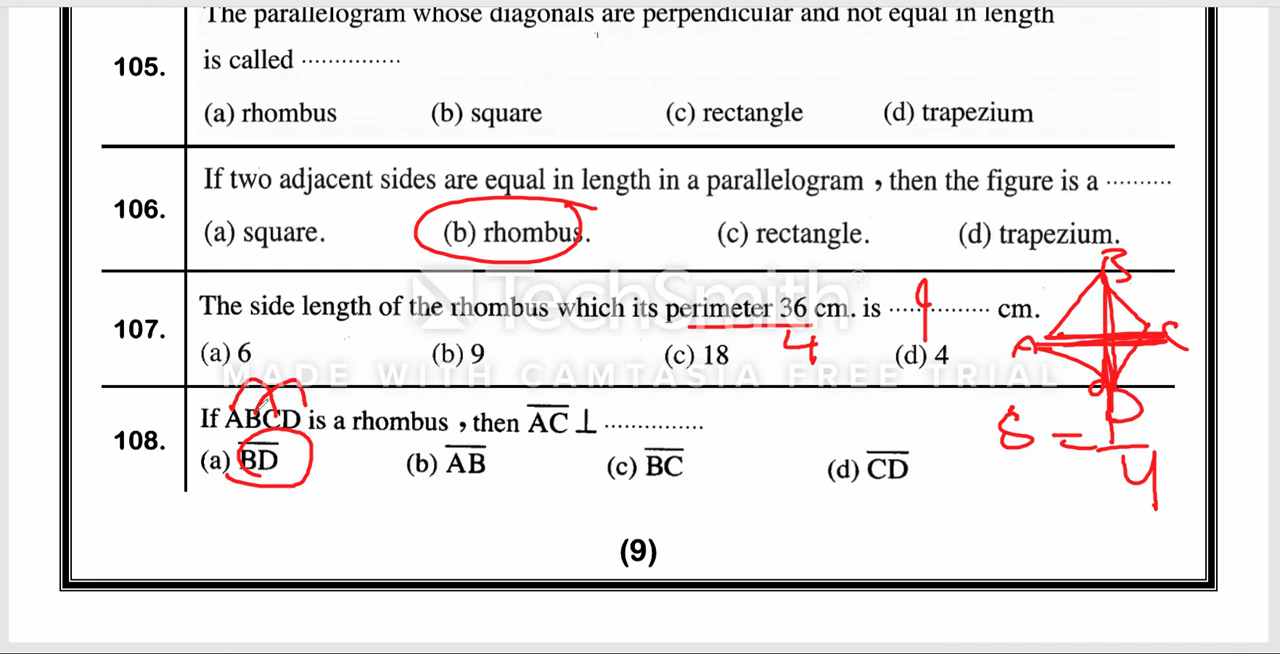 The parallelogram whose diagonals are perpendicular and not equal in length
105.
is called ..............
(a) rhombus (b) square (c) rectangle (d) trapezium
106.
If two adjacent sides are equal in length in a parallelogram , then the figure is a ..........
(a) square. (b) rhombus. (c) rectangle. (d) trapezium.
B
TechSmith®
107.
The side length of the rhombus which its perimeter 36 cm. is .....9......... cm.
4
A C
(a) 6 (b) 9 (c) 18 (d) 4
MADE WITH CAMTASIA FREE TRIAL
D
108.
If ABCD is a rhombus , then AC ⊥ ...............
(a) BD (b) AB (c) BC (d) CD
4
(9)